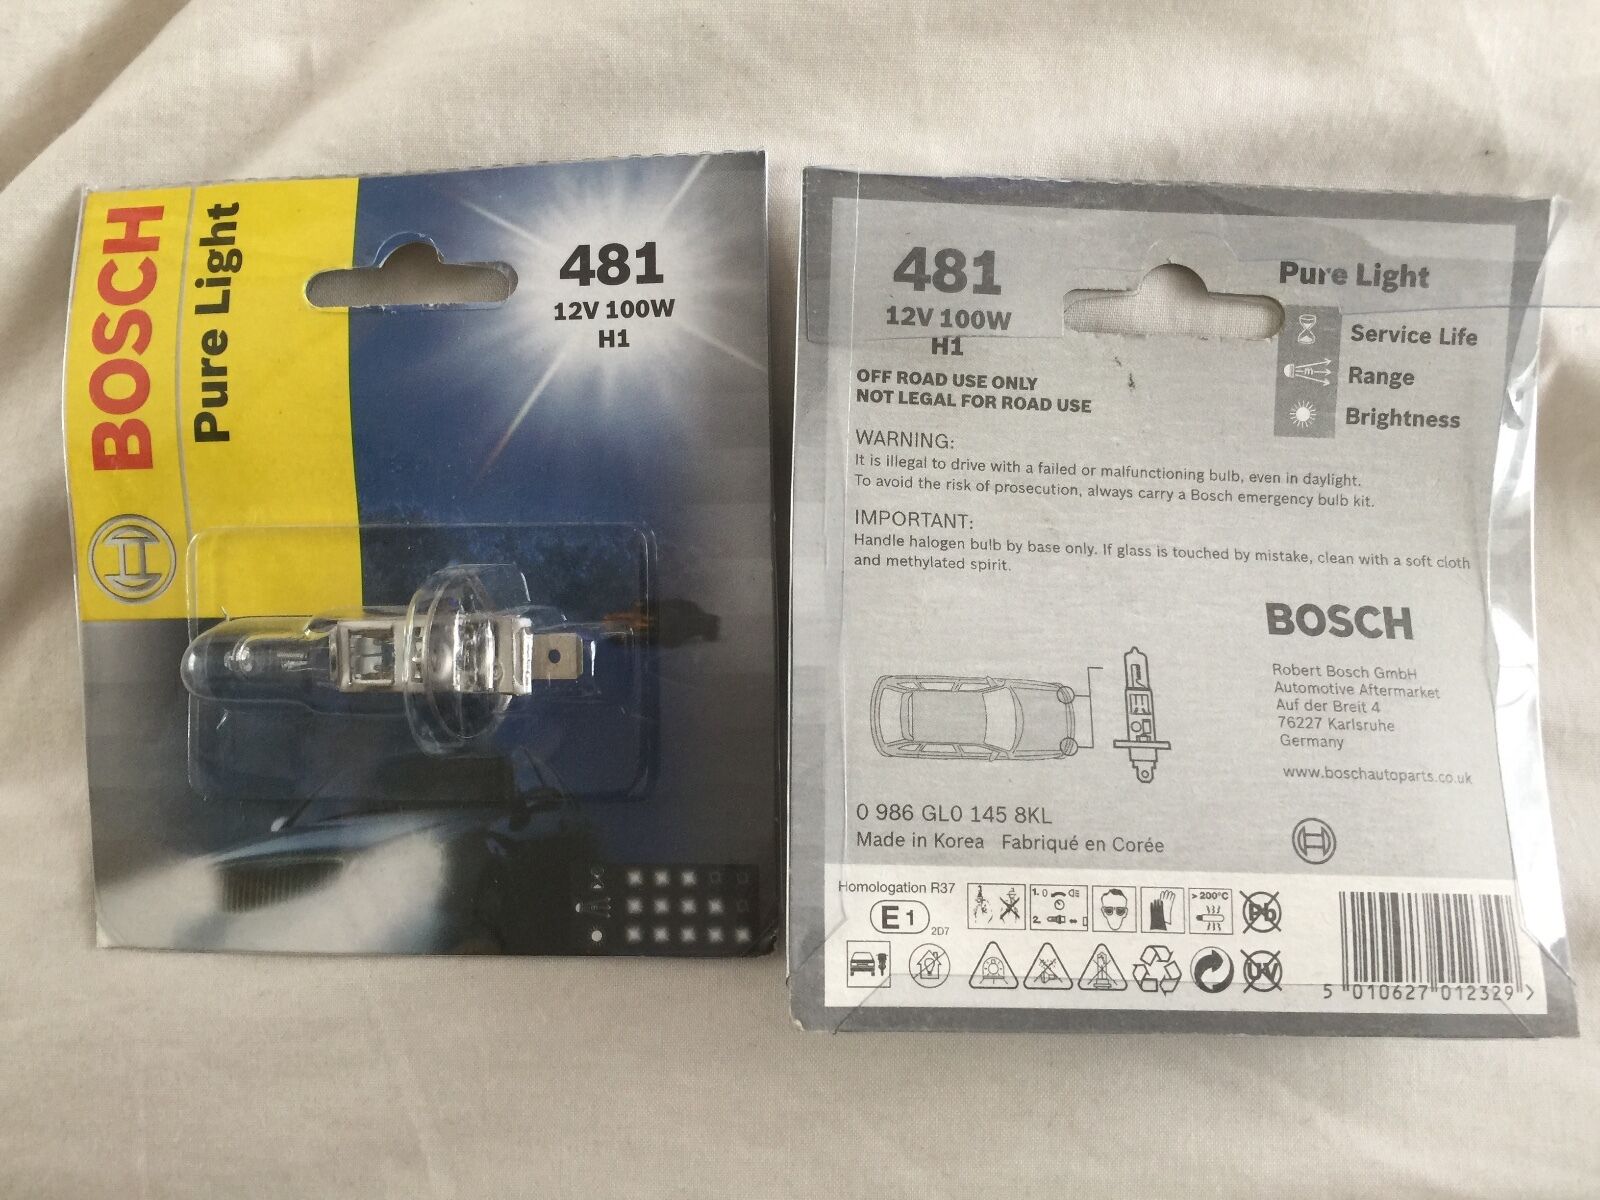 BOSCH
Pure Light
481
12V 100W
H1
481
12V 100W
H1
OFF ROAD USE ONLY
NOT LEGAL FOR ROAD USE
Pure Light
Service Life
Range
Brightness
WARNING:
It is illegal to drive with a failed or malfunctioning bulb, even in daylight.
To avoid the risk of prosecution, always carry a Bosch emergency bulb kit.
IMPORTANT:
Handle halogen bulb by base only. If glass is touched by mistake, clean with a soft cloth
and methylated spirit.
BOSCH
Robert Bosch GmbH
Automotive Aftermarket
Auf der Breit 4
76227 Karlsruhe
Germany
www.boschautoparts.co.uk
0 986 GL0 145 8KL
Made in Korea Fabriqué en Corée
Homologation R37
E1
2D7
1. 0
2.
>200°C
Pb
UV
5 010627 012329 >